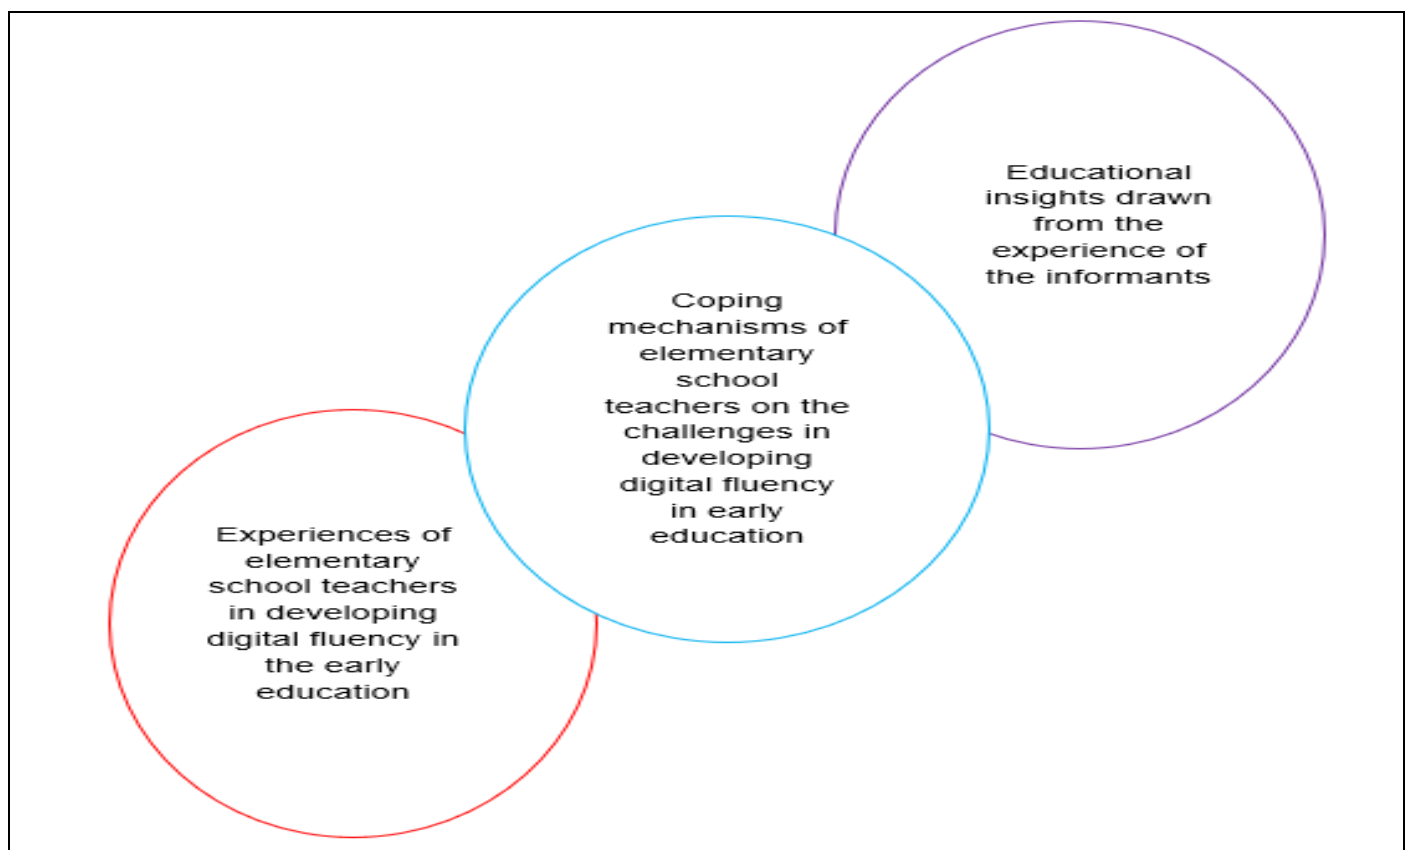 Educational
insights drawn
from the
experience of
the informants
Coping
mechanisms of
elementary
school
teachers on the
challenges in
developing
digital fluency
in early
education
Experiences of
elementary
school teachers
in developing
digital fluency in
the early
education